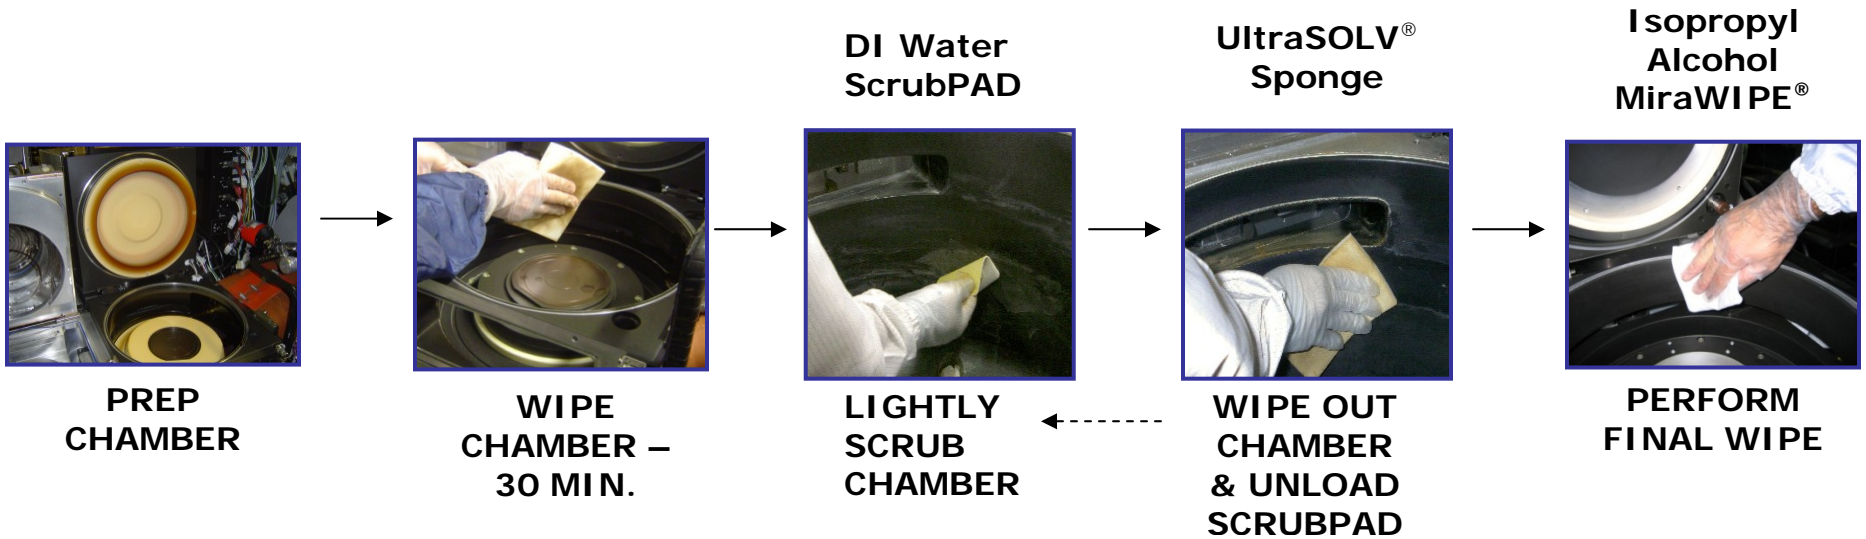 DI Water
ScrubPAD
UltraSOLV®
Sponge
Isopropyl
Alcohol
MiraWIPE®
PREP
CHAMBER
WIPE
CHAMBER –
30 MIN.
LIGHTLY
SCRUB
CHAMBER
WIPE OUT
CHAMBER
& UNLOAD
SCRUBPAD
PERFORM
FINAL WIPE